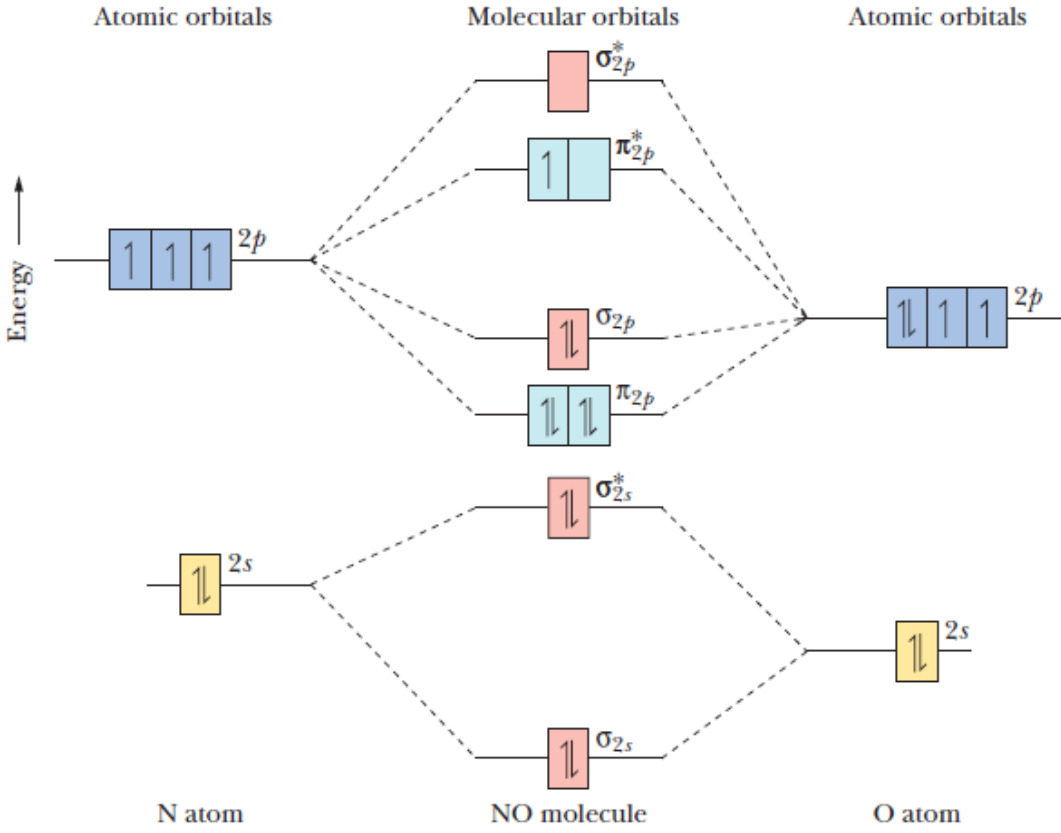 Atomic orbitals Molecular orbitals Atomic orbitals
σ*2p
π*2p
2p
Energy
σ2p
2p
π2p
σ*2s
2s
2s
σ2s
N atom NO molecule O atom